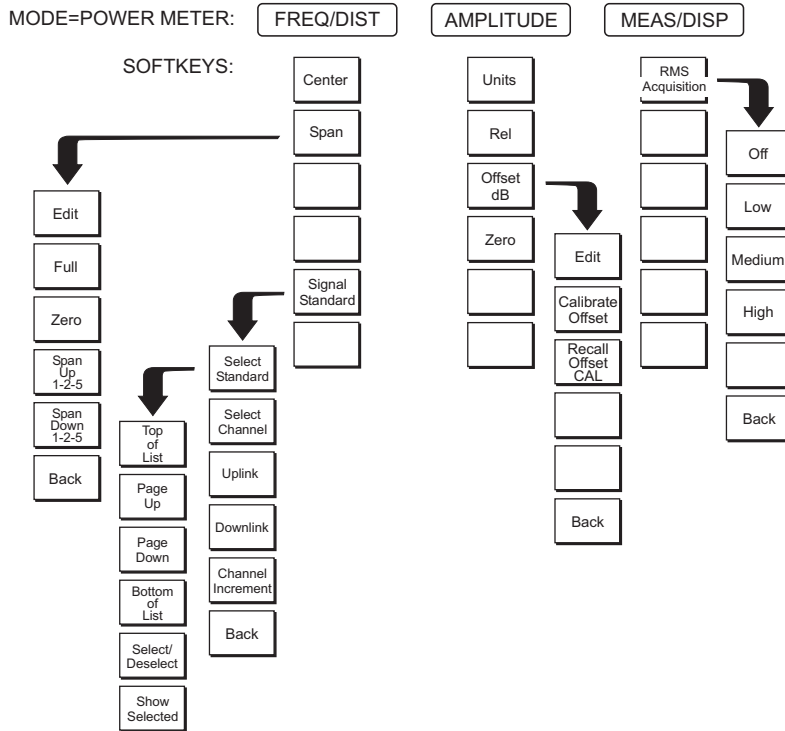 MODE=POWER METER:
FREQ/DIST
AMPLITUDE
MEAS/DISP
SOFTKEYS:
Center
Span
Signal
Standard
Edit
Full
Zero
Span
Up
1-2-5
Span
Down
1-2-5
Back
Select
Standard
Select
Channel
Uplink
Downlink
Channel
Increment
Back
Top
of
List
Page
Up
Page
Down
Bottom
of
List
Select/
Deselect
Show
Selected
Units
Rel
Offset
dB
Zero
Edit
Calibrate
Offset
Recall
Offset
CAL
Back
RMS
Acquisition
Off
Low
Medium
High
Back